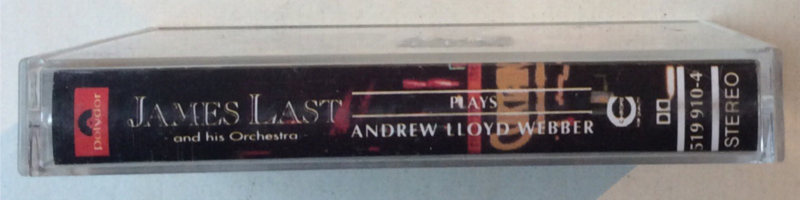 polydor
JAMES LAST
and his Orchestra
PLAYS
ANDREW LLOYD WEBBER
519 910-4
STEREO